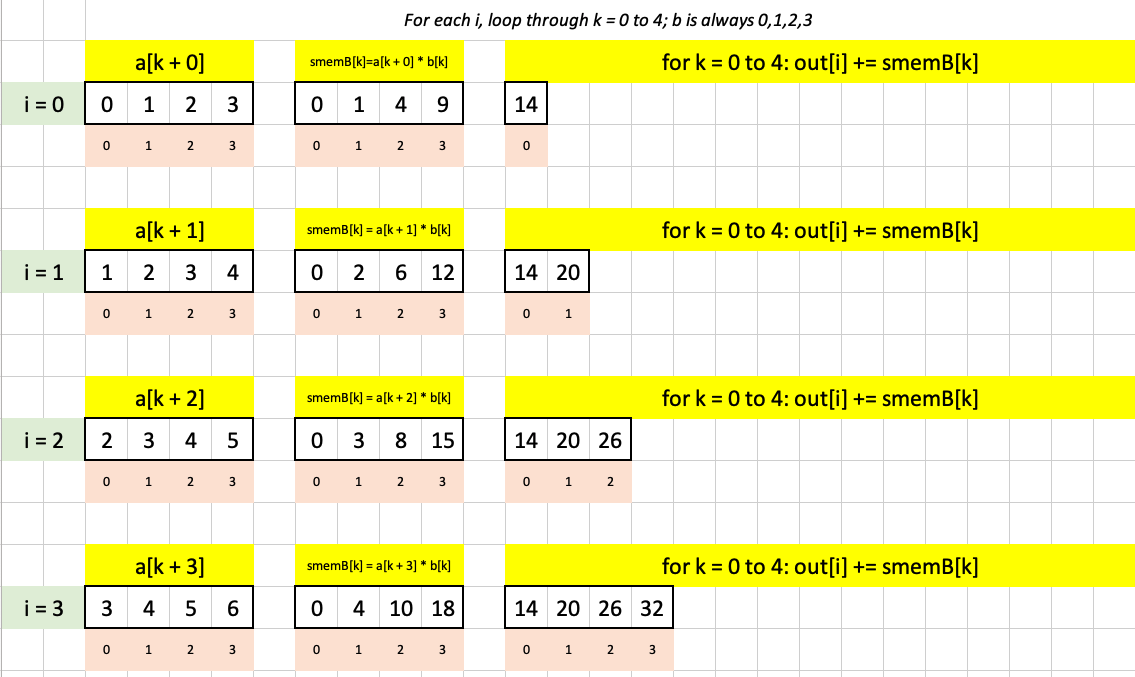 For each i, loop through k = 0 to 4; b is always 0,1,2,3
a[k + 0] smemB[k]=a[k + 0] * b[k] for k = 0 to 4: out[i] += smemB[k]
i = 0 0 1 2 3 0 1 4 9 14
0 1 2 3 0 1 2 3 0
a[k + 1] smemB[k] = a[k + 1] * b[k] for k = 0 to 4: out[i] += smemB[k]
i = 1 1 2 3 4 0 2 6 12 14 20
0 1 2 3 0 1 2 3 0 1
a[k + 2] smemB[k] = a[k + 2] * b[k] for k = 0 to 4: out[i] += smemB[k]
i = 2 2 3 4 5 0 3 8 15 14 20 26
0 1 2 3 0 1 2 3 0 1 2
a[k + 3] smemB[k] = a[k + 3] * b[k] for k = 0 to 4: out[i] += smemB[k]
i = 3 3 4 5 6 0 4 10 18 14 20 26 32
0 1 2 3 0 1 2 3 0 1 2 3